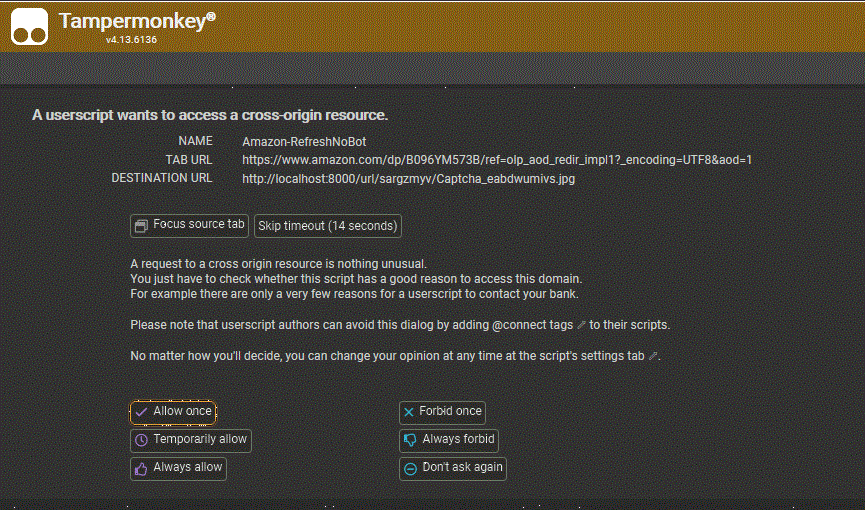 Tampermonkey®
v4.13.6136
A userscript wants to access a cross-origin resource.
NAME Amazon-RefreshNoBot
TAB URL https://www.amazon.com/dp/B096YM573B/ref=olp_aod_redir_impl1?_encoding=UTF8&aod=1
DESTINATION URL http://localhost:8000/url/sargzmyv/Captcha_eabdwumivs.jpg
Focus source tab Skip timeout (14 seconds)
A request to a cross origin resource is nothing unusual.
You just have to check whether this script has a good reason to access this domain.
For example there are only a very few reasons for a userscript to contact your bank.
Please note that userscript authors can avoid this dialog by adding @connect tags to their scripts.
No matter how you'll decide, you can change your opinion at any time at the script's settings tab .
Allow once Forbid once
Temporarily allow Always forbid
Always allow Don't ask again